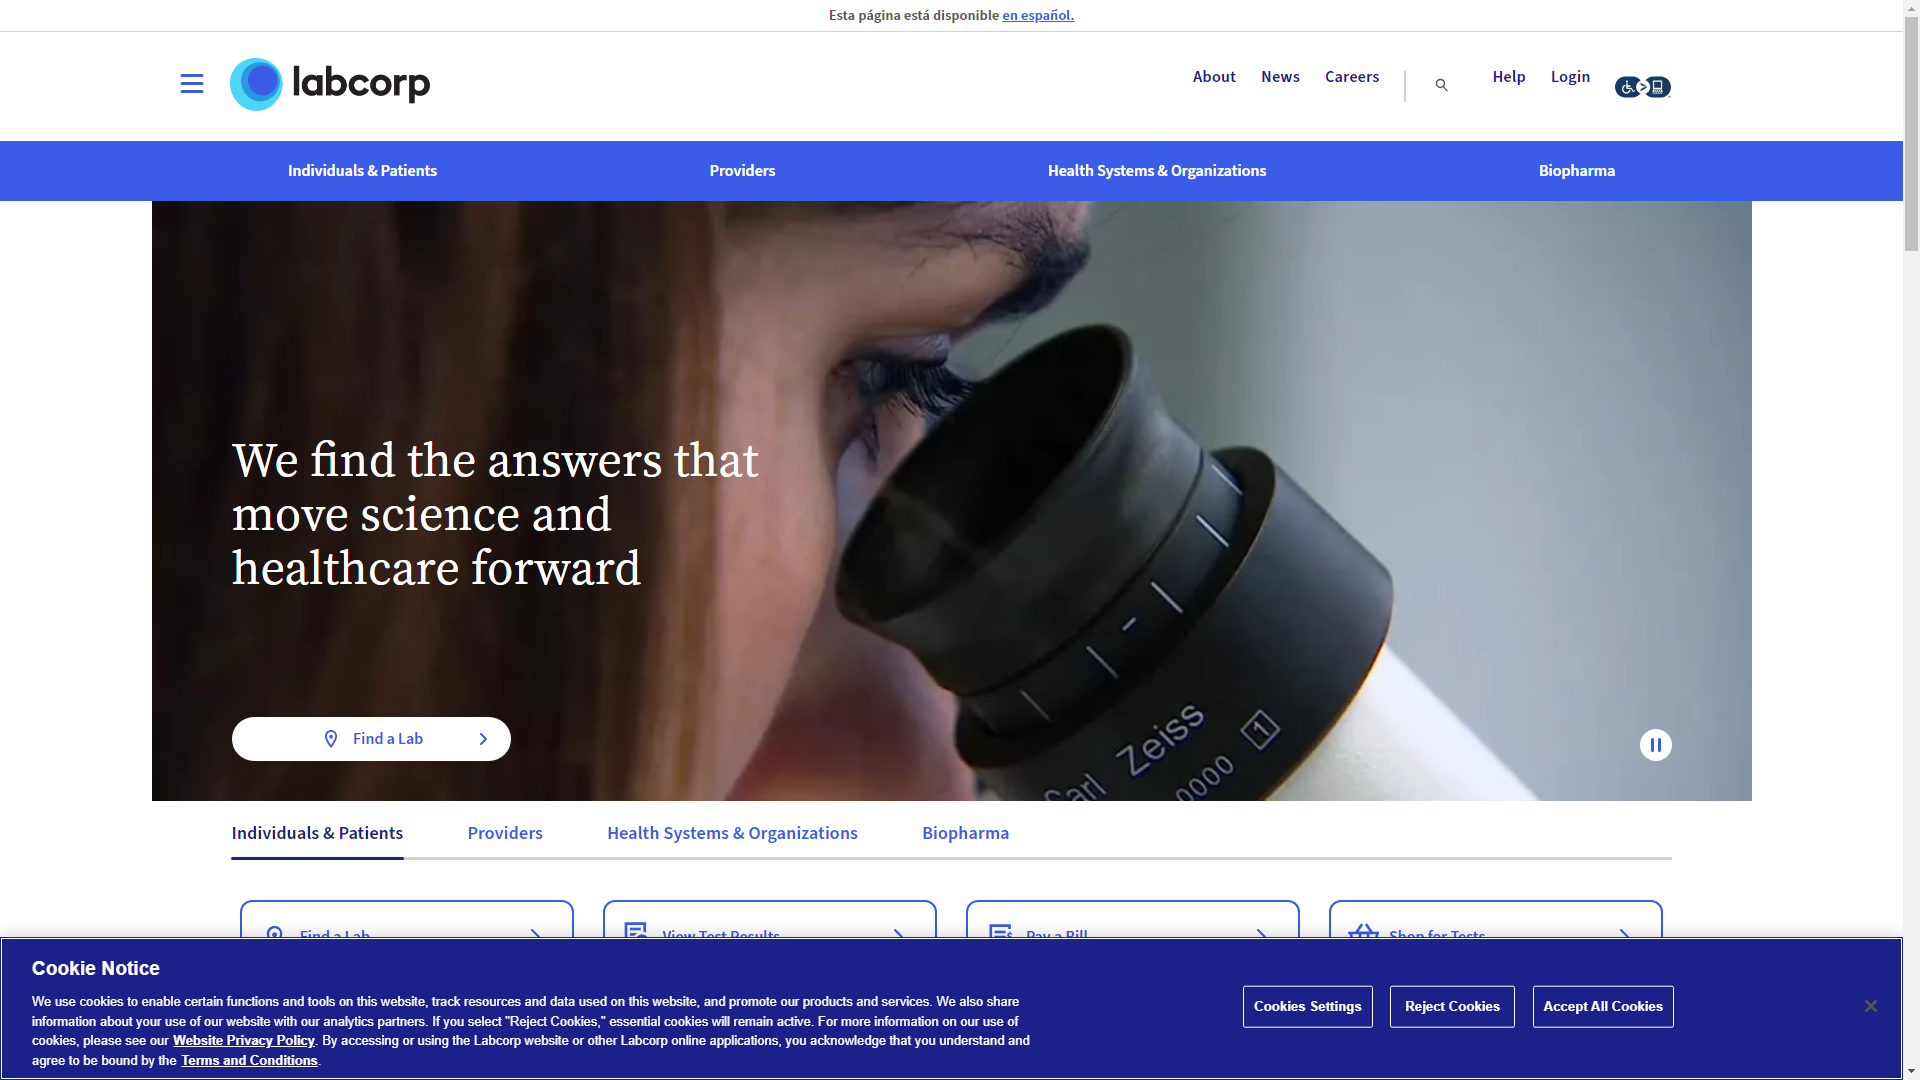 Esta página está disponible en español.
labcorp
About News Careers Help Login
Individuals & Patients Providers Health Systems & Organizations Biopharma
We find the answers that
move science and
healthcare forward
Carl Zeiss
0000
1
Find a Lab
Individuals & Patients Providers Health Systems & Organizations Biopharma
Find a Lab View Test Results Pay a Bill Shop for Tests
Cookie Notice
We use cookies to enable certain functions and tools on this website, track resources and data used on this website, and promote our products and services. We also share
information about your use of our website with our analytics partners. If you select "Reject Cookies," essential cookies will remain active. For more information on our use of
cookies, please see our Website Privacy Policy. By accessing or using the Labcorp website or other Labcorp online applications, you acknowledge that you understand and
agree to be bound by the Terms and Conditions.
Cookies Settings Reject Cookies Accept All Cookies